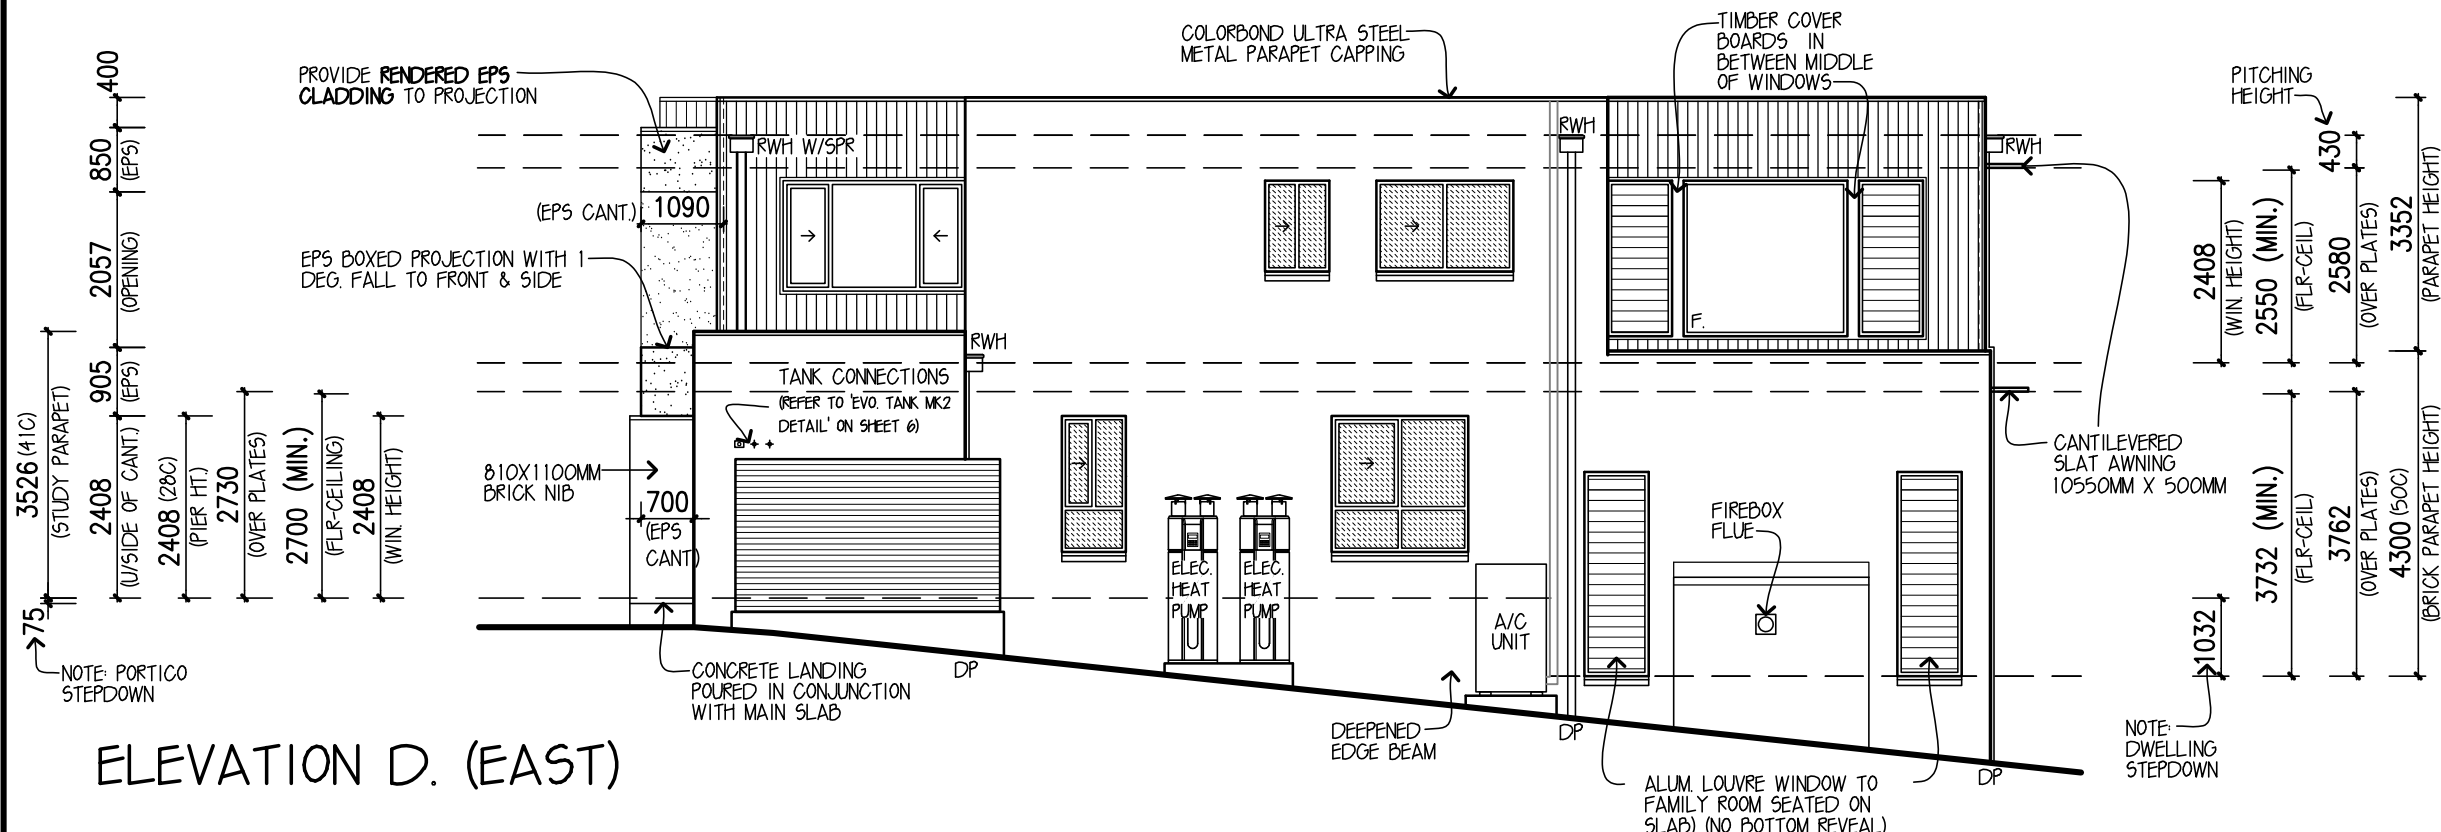 400
850
(EPS)
2057
(OPENING)
905
(EPS)
3526 (41C)
(STUDY PARAPET)
2408
(U/SIDE OF CANT.)
2408 (28C)
(PIER HT.)
2730
(OVER PLATES)
2700 (MIN.)
(FLR-CEILING)
2408
(WIN. HEIGHT)
75
NOTE: PORTICO
STEPDOWN
PROVIDE RENDERED EPS
CLADDING TO PROJECTION
(EPS CANT.)
1090
EPS BOXED PROJECTION WITH 1
DEG. FALL TO FRONT & SIDE
810X1100MM
BRICK NIB
700
(EPS
CANT)
RWH W/SPR
RWH
TANK CONNECTIONS
(REFER TO 'EVO. TANK MK2
DETAIL' ON SHEET 6)
CONCRETE LANDING
POURED IN CONJUNCTION
WITH MAIN SLAB
DP
COLORBOND ULTRA STEEL
METAL PARAPET CAPPING
ELEC.
HEAT
PUMP
ELEC.
HEAT
PUMP
A/C
UNIT
DEEPENED
EDGE BEAM
RWH
DP
TIMBER COVER
BOARDS IN
BETWEEN MIDDLE
OF WINDOWS
F.
FIREBOX
FLUE
ALUM. LOUVRE WINDOW TO
FAMILY ROOM SEATED ON
SLAB) (NO BOTTOM REVEAL)
DP
RWH
CANTILEVERED
SLAT AWNING
10550MM X 500MM
PITCHING
HEIGHT
430
2408
(WIN. HEIGHT)
2550 (MIN.)
(FLR-CEIL)
2580
(OVER PLATES)
3352
(PARAPET HEIGHT)
1032
3732 (MIN.)
(FLR-CEIL)
3762
(OVER PLATES)
4300 (50C)
(BRICK PARAPET HEIGHT)
NOTE:
DWELLING
STEPDOWN
ELEVATION D. (EAST)